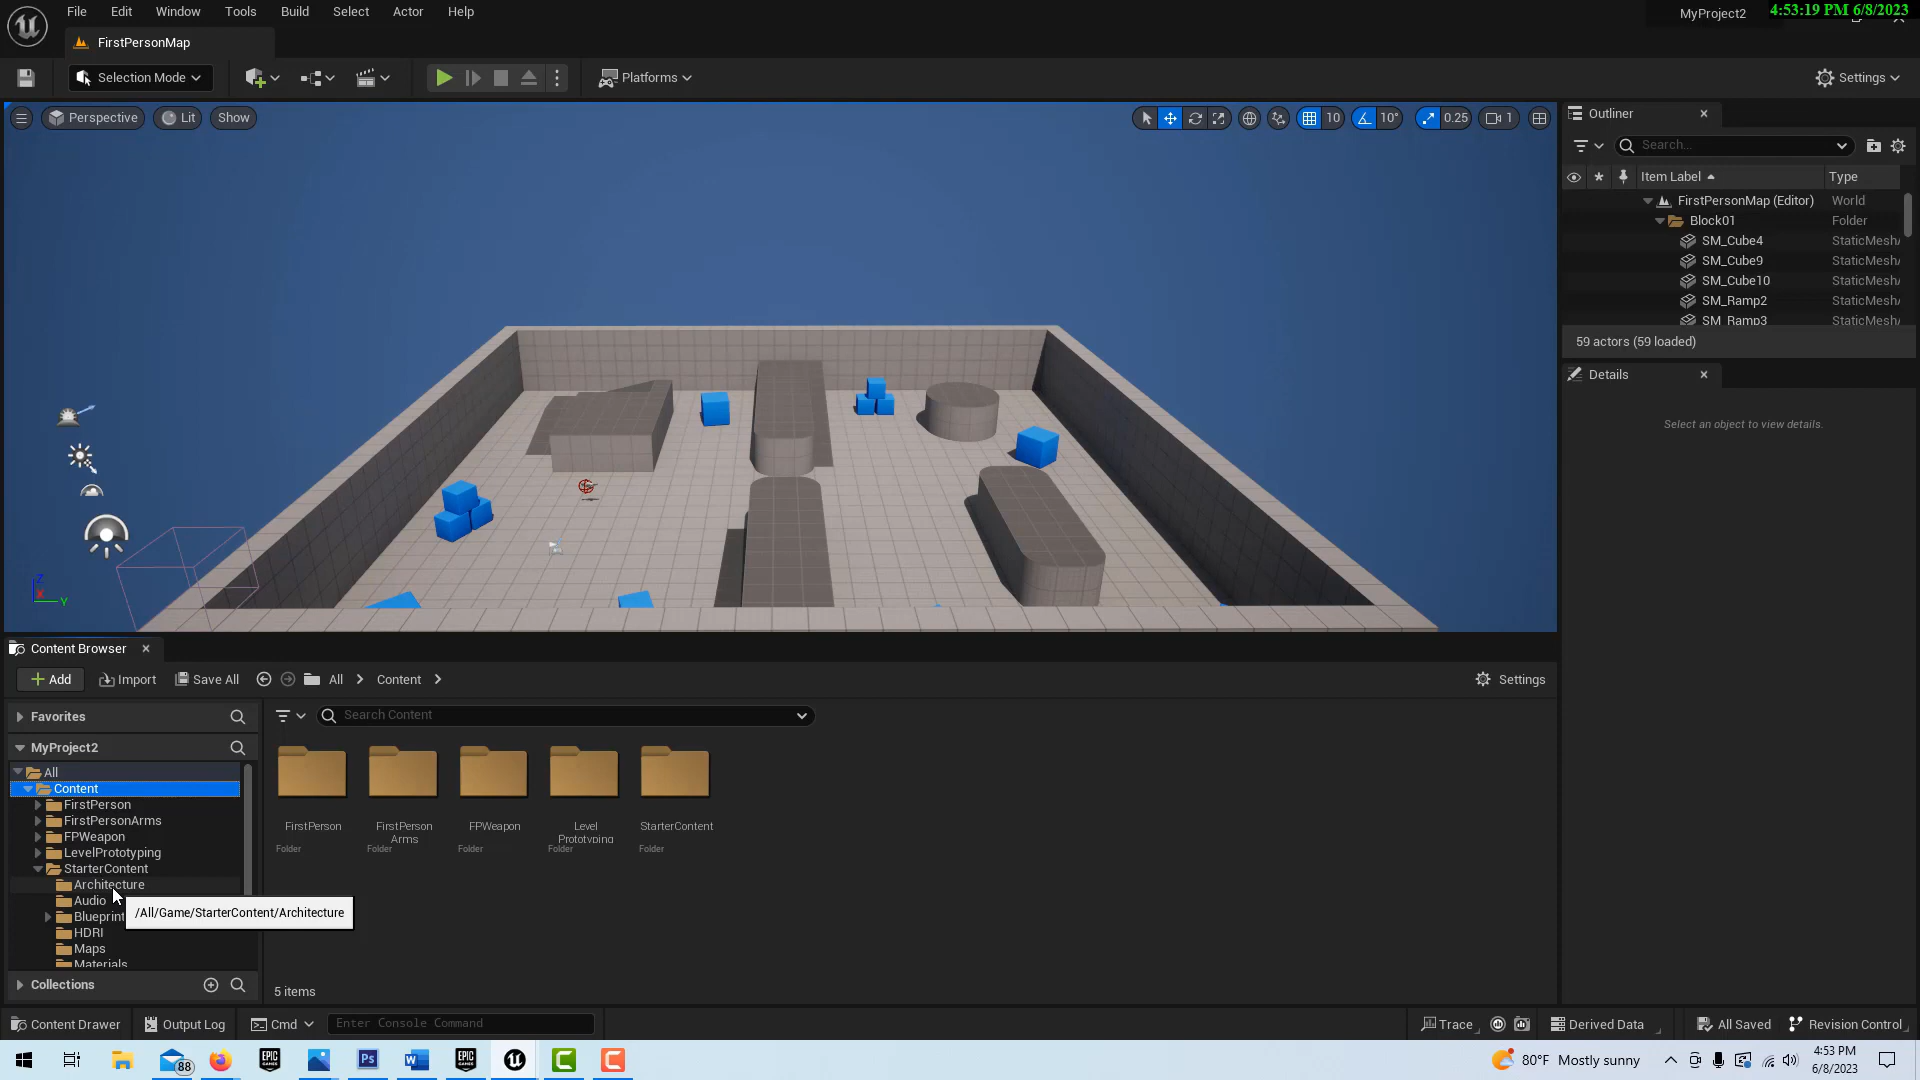 File Edit Window Tools Build Select Actor Help
MyProject2
4:53:19 PM 6/8/2023
FirstPersonMap
Selection Mode
Platforms
Settings
Perspective
Lit
Show
10
10°
0.25
1
Outliner
Search...
Item Label
Type
FirstPersonMap (Editor) World
Block01 Folder
SM_Cube4 StaticMesh
SM_Cube9 StaticMesh
SM_Cube10 StaticMesh
SM_Ramp2 StaticMesh
SM_Ramp3 StaticMesh
59 actors (59 loaded)
Details
Select an object to view details.
Z
X
Y
Content Browser
Add
Import
Save All
All
Content
Settings
Favorites
Search Content
MyProject2
All
Content
FirstPerson
FirstPersonArms
FPWeapon
LevelPrototyping
StarterContent
Architecture
Audio
Blueprint
HDRI
Maps
Materials
/All/Game/StarterContent/Architecture
FirstPerson
Folder
FirstPerson
Arms
Folder
FPWeapon
Folder
Level
Prototyping
Folder
StarterContent
Folder
5 items
Collections
Content Drawer
Output Log
Cmd
Enter Console Command
Trace
Derived Data
All Saved
Revision Control
88
EPIC
GAMES
Ps
W
EPIC
GAMES
C
C
80°F Mostly sunny
4:53 PM
6/8/2023